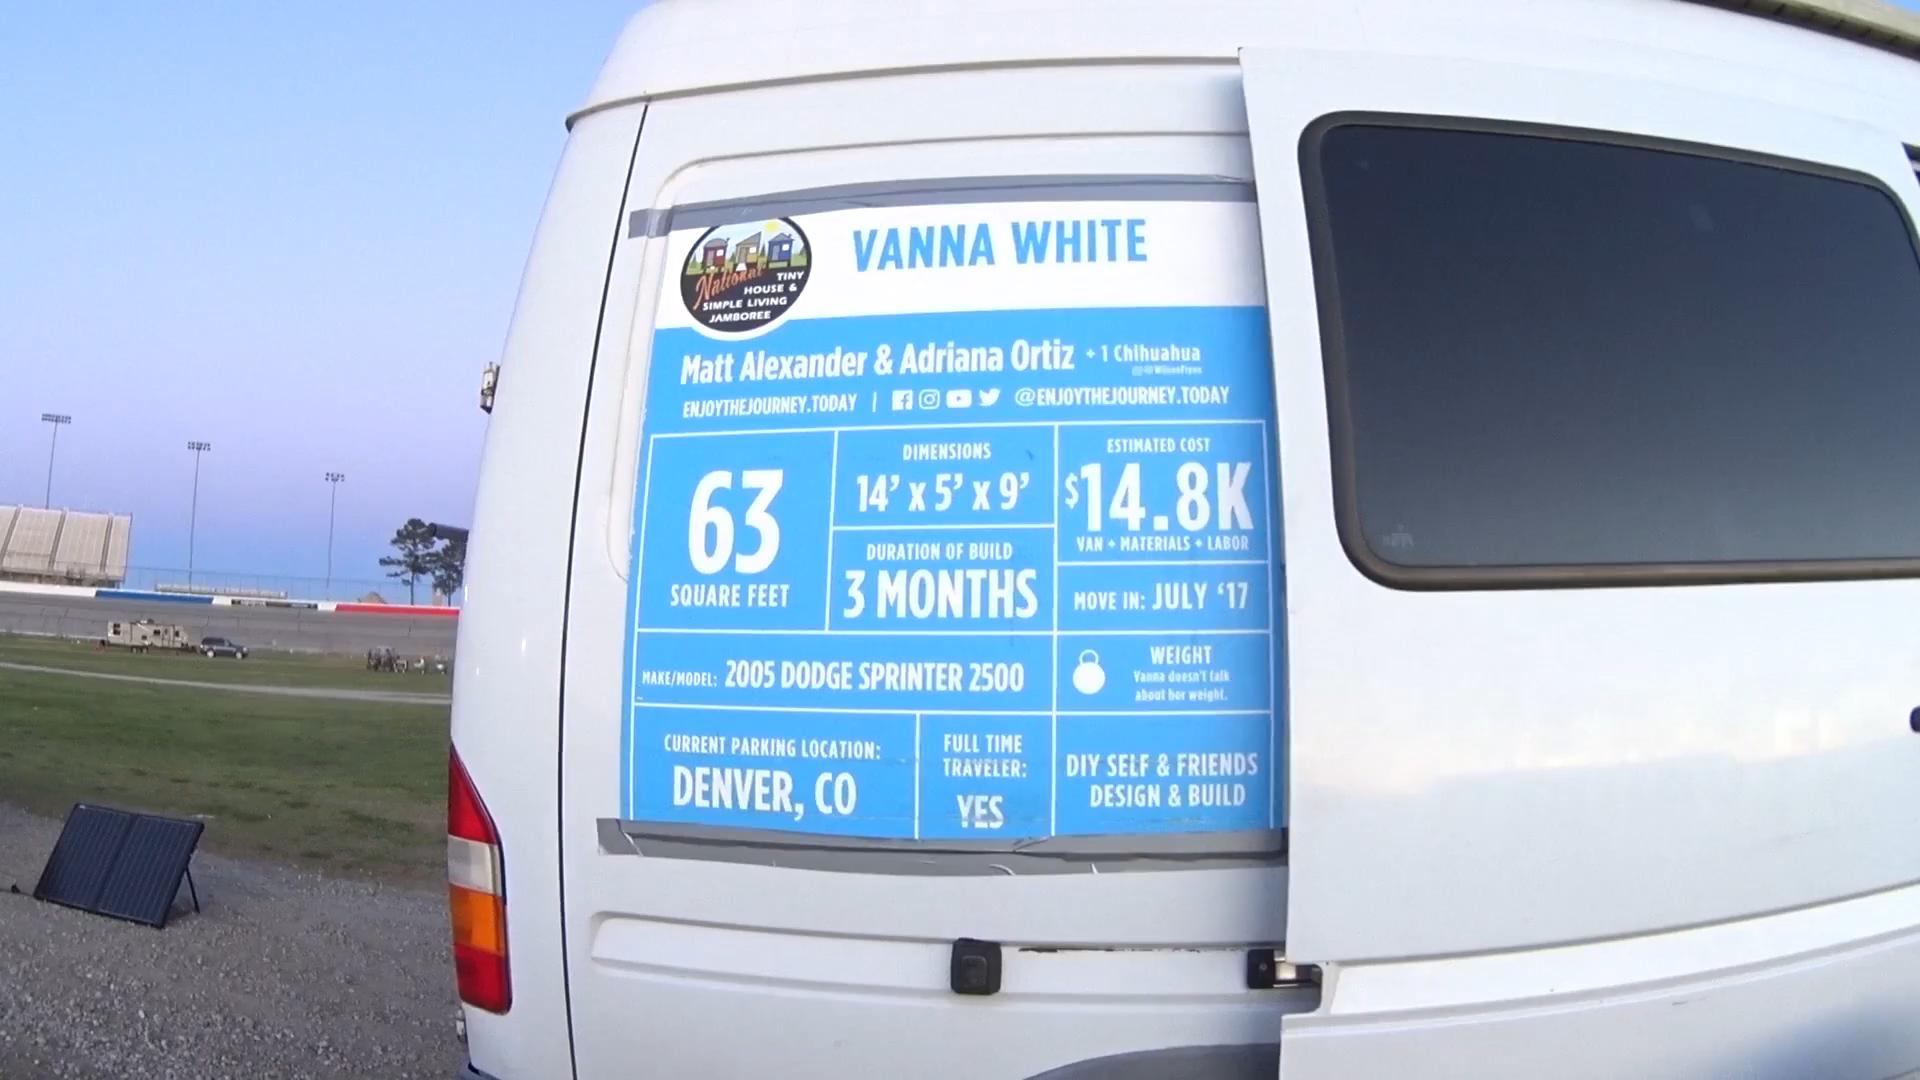 VANNA WHITE
National TINY
HOUSE &
SIMPLE LIVING
JAMBOREE
Matt Alexander & Adriana Ortiz + 1 Chihuahua
ENJOYTHEJOURNEY.TODAY | @ENJOYTHEJOURNEY.TODAY
63
SQUARE FEET
DIMENSIONS
14' x 5' x 9'
DURATION OF BUILD
3 MONTHS
ESTIMATED COST
$14.8K
VAN + MATERIALS + LABOR
MOVE IN: JULY '17
MAKE/MODEL: 2005 DODGE SPRINTER 2500
WEIGHT
Vanna doesn't talk
about her weight.
CURRENT PARKING LOCATION:
DENVER, CO
FULL TIME
TRAVELER:
YES
DIY SELF & FRIENDS
DESIGN & BUILD